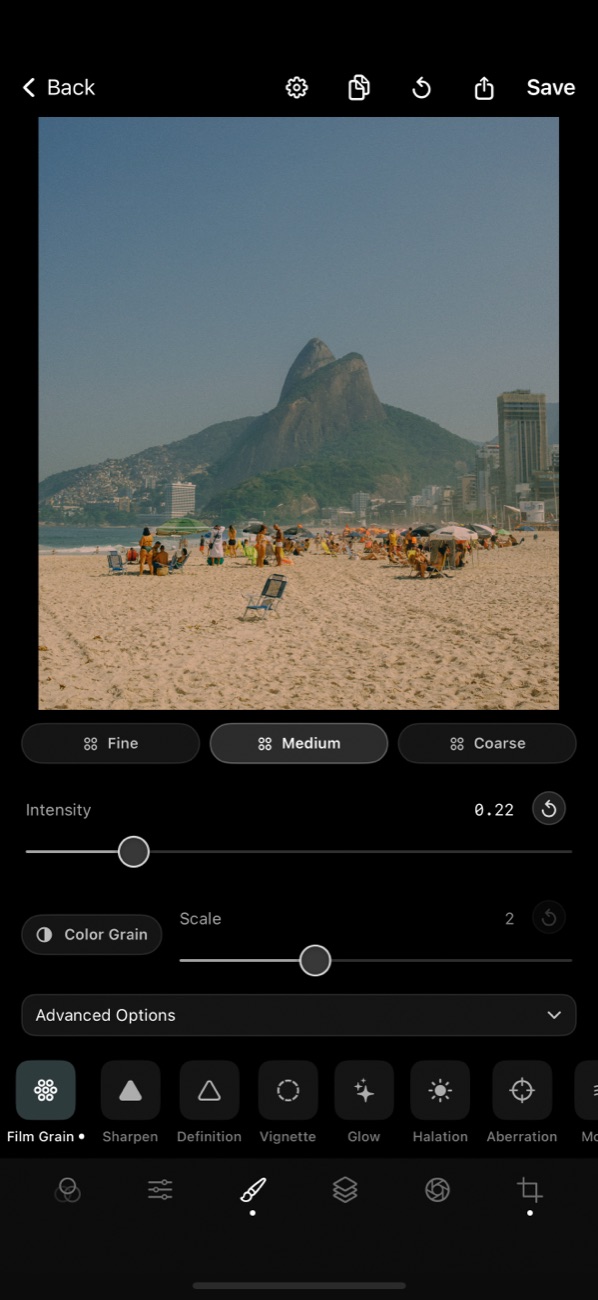 Back
Save
Fine
Medium
Coarse
Intensity
0.22
Color Grain
Scale
2
Advanced Options
Film Grain
Sharpen
Definition
Vignette
Glow
Halation
Aberration
Mo